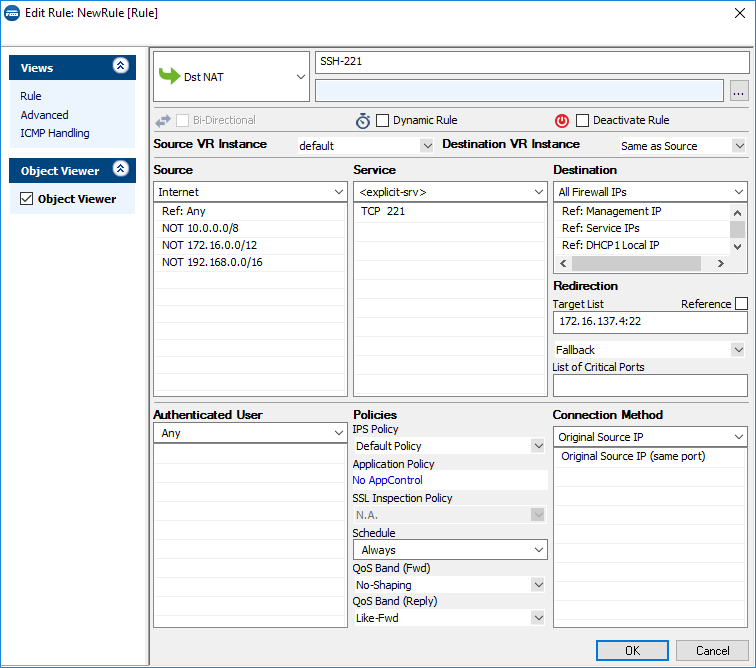 Edit Rule: NewRule [Rule]
Views
Rule
Advanced
ICMP Handling
Object Viewer
Object Viewer
Dst NAT
SSH-221
...
Bi-Directional
Dynamic Rule
Deactivate Rule
Source VR Instance
default
Destination VR Instance
Same as Source
Source
Internet
Ref: Any
NOT 10.0.0.0/8
NOT 172.16.0.0/12
NOT 192.168.0.0/16
Service
<explicit-srv>
TCP 221
Destination
All Firewall IPs
Ref: Management IP
Ref: Service IPs
Ref: DHCP1 Local IP
Redirection
Target List
Reference
172.16.137.4:22
Fallback
List of Critical Ports
Authenticated User
Any
Policies
IPS Policy
Default Policy
Application Policy
No AppControl
SSL Inspection Policy
N.A.
Schedule
Always
QoS Band (Fwd)
No-Shaping
QoS Band (Reply)
Like-Fwd
Connection Method
Original Source IP
Original Source IP (same port)
OK
Cancel